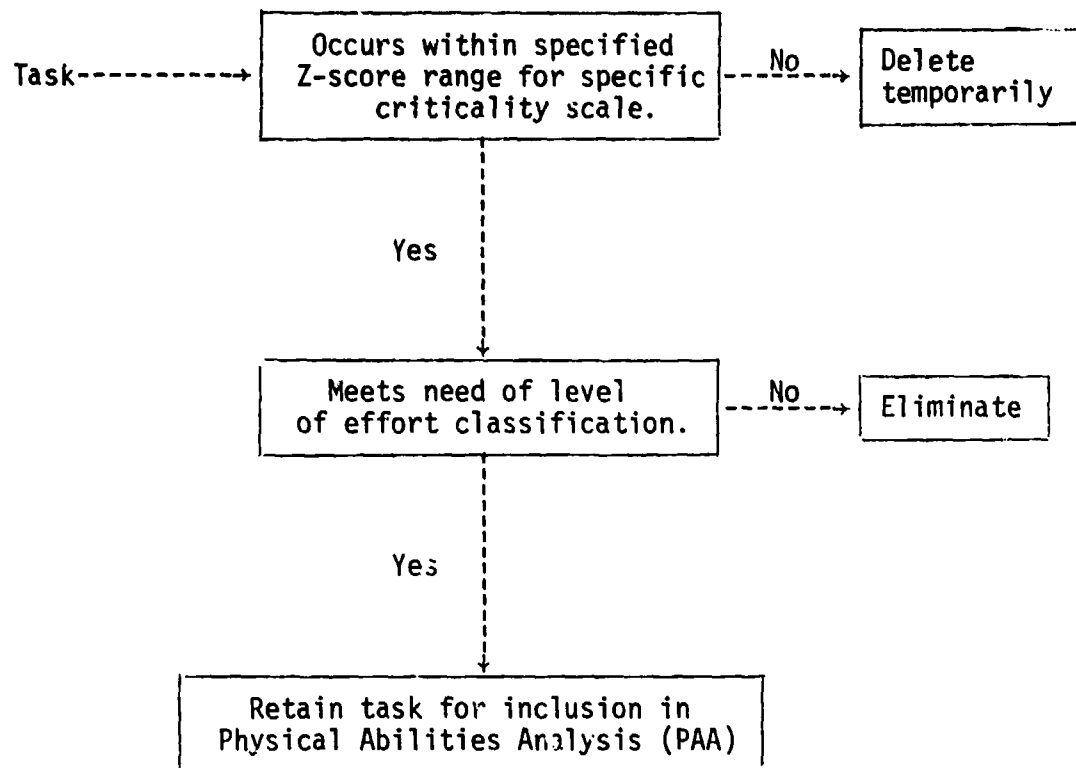 Task
Occurs within specified
Z-score range for specific
criticality scale.
No
Delete
temporarily
Yes
Meets need of level
of effort classification.
No
Eliminate
Yes
Retain task for inclusion in
Physical Abilities Analysis (PAA)